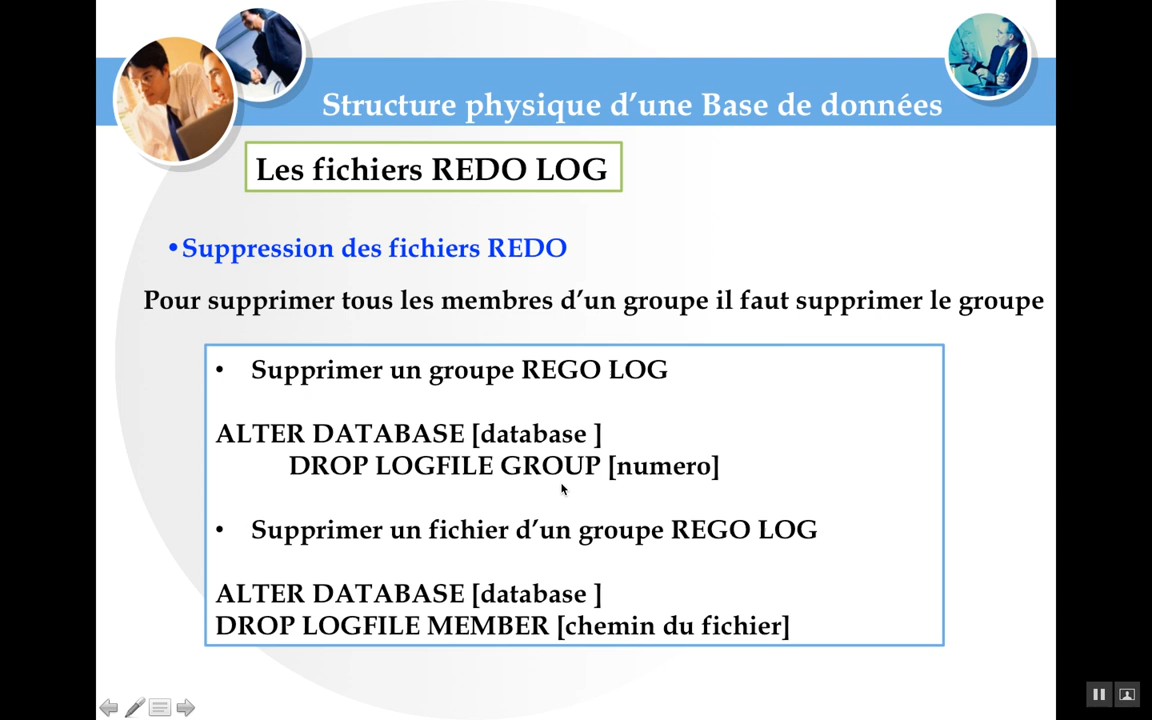 Structure physique d’une Base de données
Les fichiers REDO LOG
•Suppression des fichiers REDO
Pour supprimer tous les membres d’un groupe il faut supprimer le groupe
• Supprimer un groupe REGO LOG
ALTER DATABASE [database ]
DROP LOGFILE GROUP [numero]
• Supprimer un fichier d’un groupe REGO LOG
ALTER DATABASE [database ]
DROP LOGFILE MEMBER [chemin du fichier]